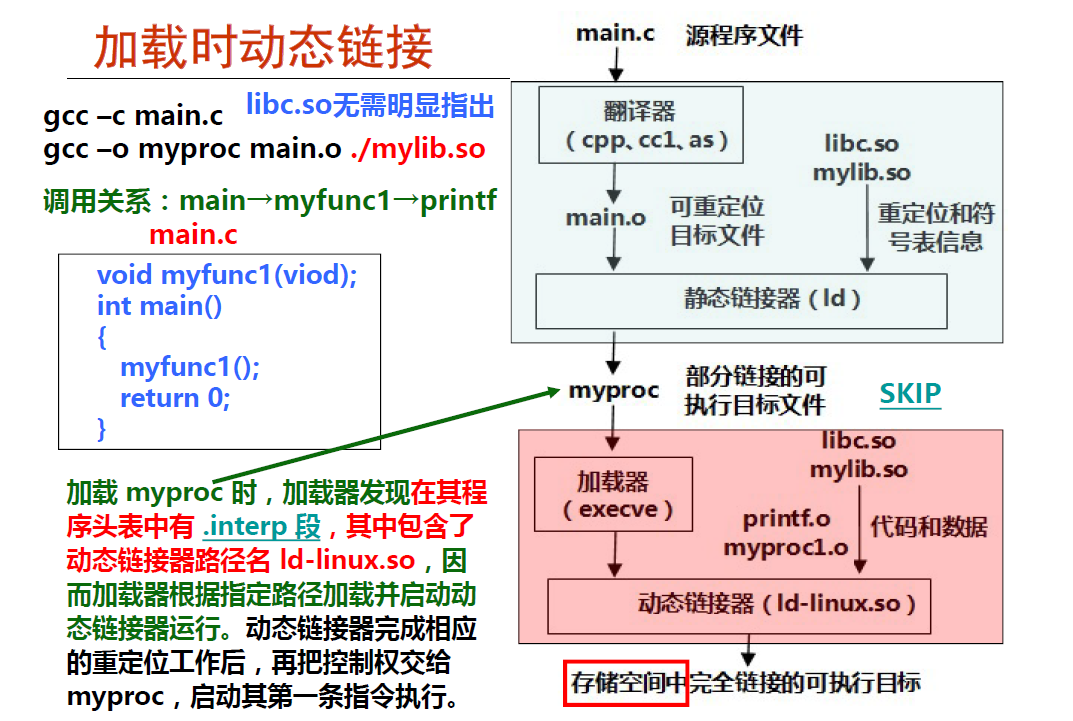 加载时动态链接
gcc –c main.c
libc.so无需明显指出
gcc –o myproc main.o ./mylib.so
调用关系：main→myfunc1→printf
main.c
void myfunc1(viod);
int main()
{
myfunc1();
return 0;
}
加载 myproc 时，加载器发现在其程
序头表中有 .interp 段，其中包含了
动态链接器路径名 ld-linux.so，因
而加载器根据指定路径加载并启动动
态链接器运行。动态链接器完成相应
的重定位工作后，再把控制权交给
myproc，启动其第一条指令执行。
main.c 源程序文件
翻译器
（cpp、cc1、as）
libc.so
mylib.so
main.o
可重定位
目标文件
重定位和符
号表信息
静态链接器（ld）
myproc
部分链接的可
执行目标文件
SKIP
libc.so
mylib.so
加载器
（execve）
printf.o
myproc1.o
代码和数据
动态链接器（ld-linux.so）
存储空间中完全链接的可执行目标